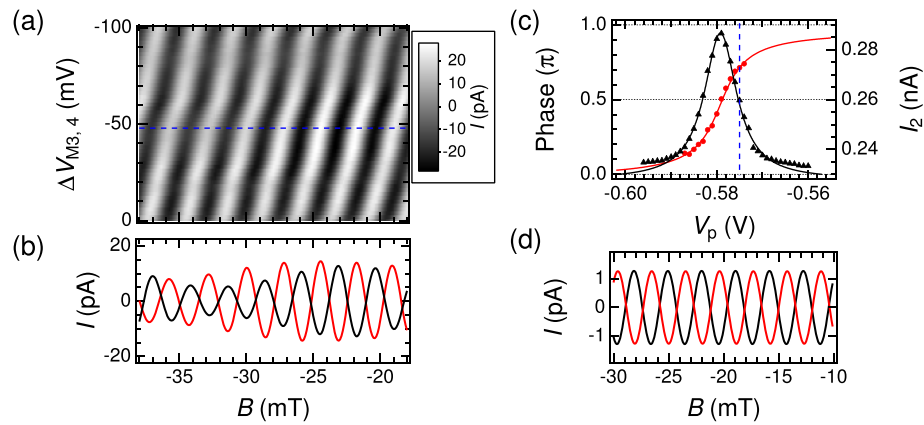 (a)
ΔV_M3, 4 (mV)
-100
-50
0
20
10
0
-10
-20
I (pA)
(b)
I (pA)
20
0
-20
-35
-30
-25
-20
B (mT)
(c)
Phase (π)
1.0
0.5
0.0
-0.60
-0.58
-0.56
V_p (V)
0.28
0.26
0.24
I_2 (nA)
(d)
I (pA)
1
0
-1
-30
-25
-20
-15
-10
B (mT)